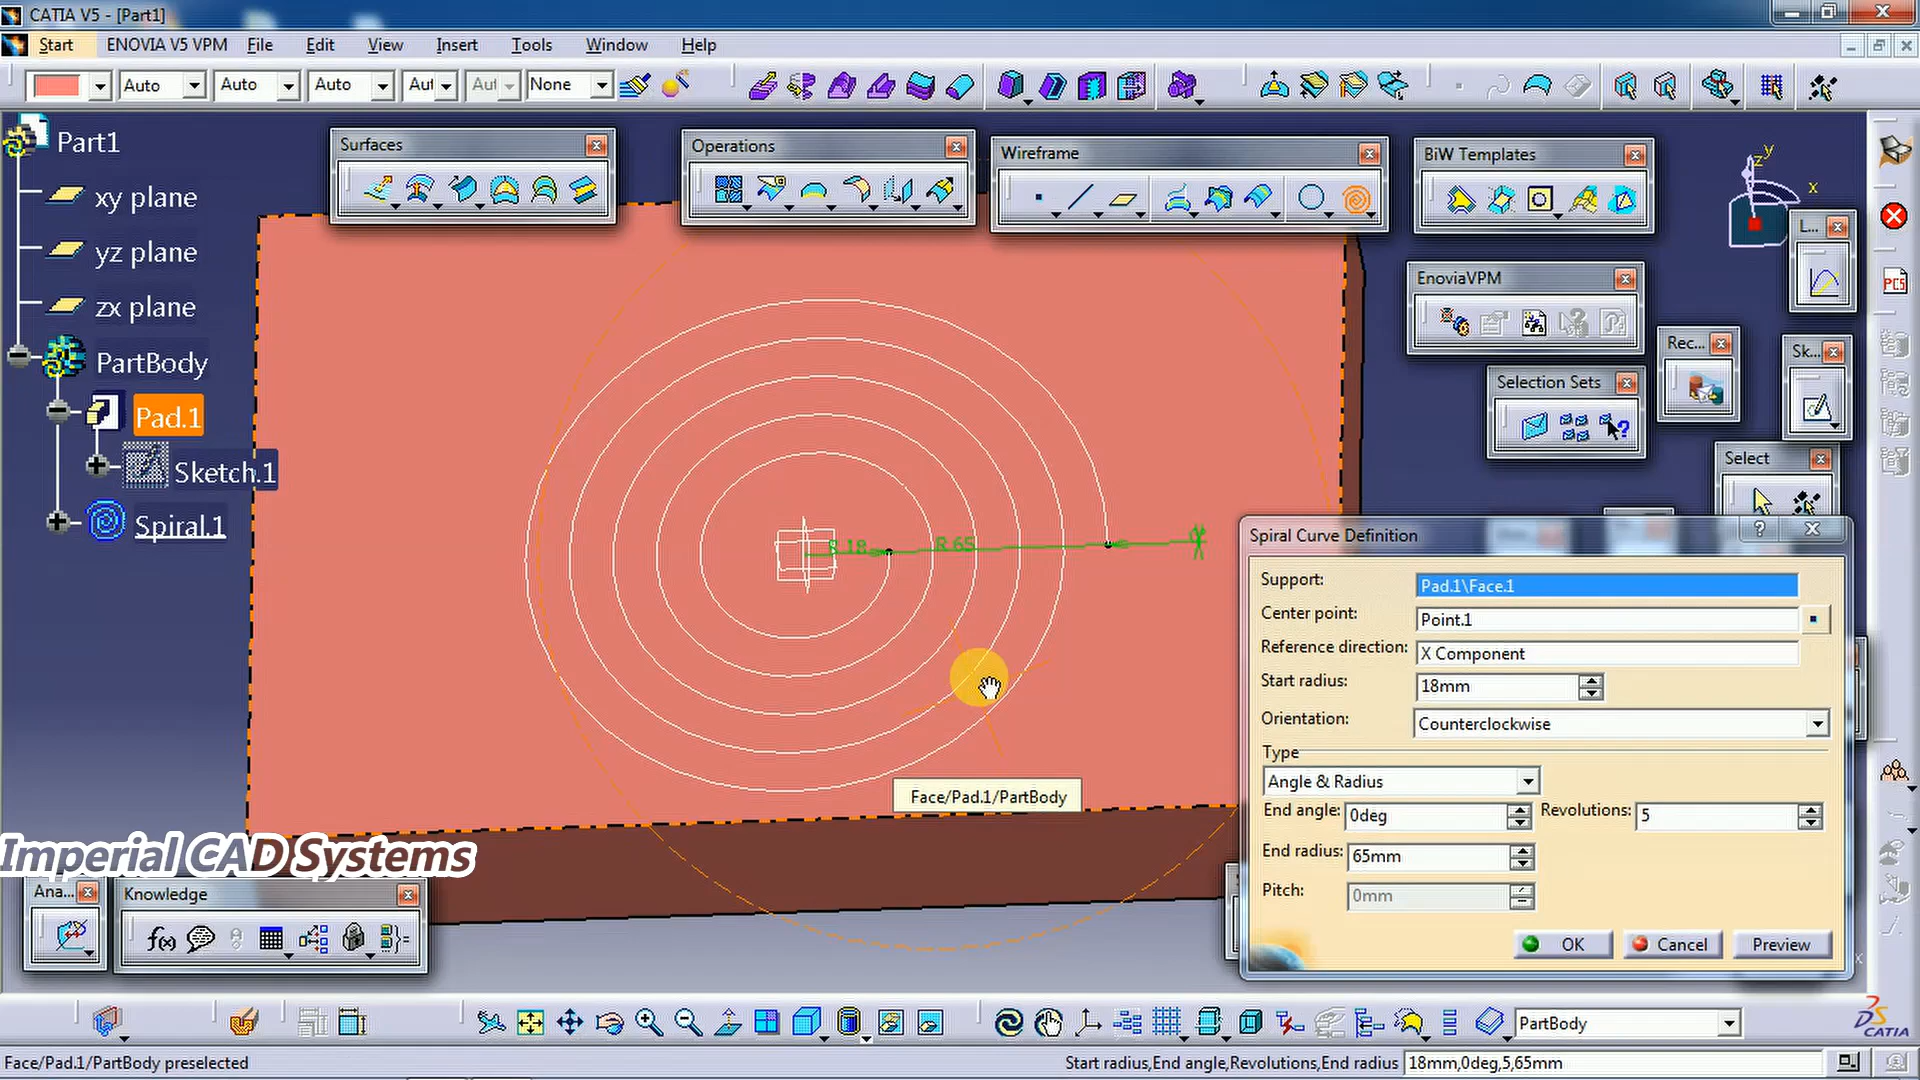 CATIA V5 - [Part1]
Start ENOVIA V5 VPM File Edit View Insert Tools Window Help
Auto Auto Auto Aut Aut None
Part1
xy plane
yz plane
zx plane
PartBody
Pad.1
Sketch.1
Spiral.1
Surfaces
Operations
Wireframe
BiW Templates
z y
x
L...
EnoviaVPM
Rec...
Sk...
PCS
Selection Sets
Select
R 18
R 65
Face/Pad.1/PartBody
Spiral Curve Definition
Support: Pad.1\Face.1
Center point: Point.1
Reference direction: X Component
Start radius: 18mm
Orientation: Counterclockwise
Type
Angle & Radius
End angle: 0deg Revolutions: 5
End radius: 65mm
Pitch: 0mm
OK Cancel Preview
Imperial CAD Systems
Ana...
Knowledge
f(x)
PartBody
CATIA
Face/Pad.1/PartBody preselected
Start radius,End angle,Revolutions,End radius 18mm,0deg,5,65mm